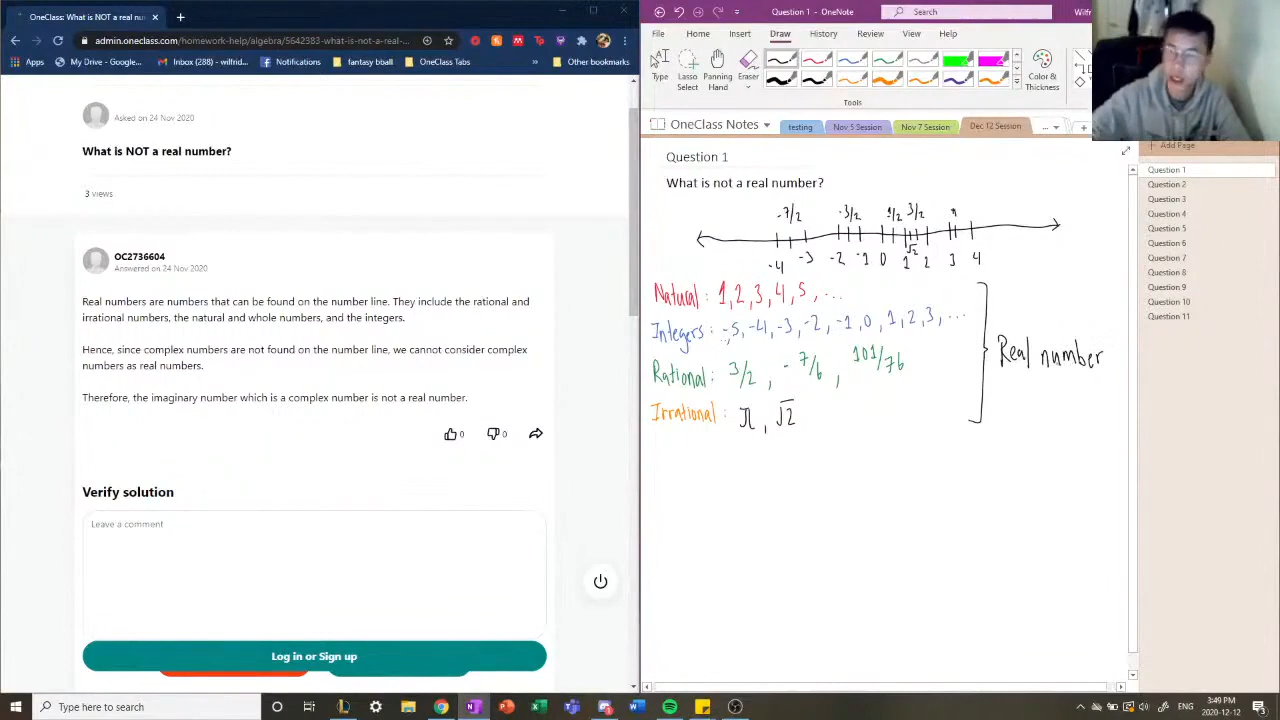 OneClass: What is NOT a real nu
Question 1 - OneNote
Search
Wilfr
admin.oneclass.com/homework-help/algebra/5642383-what-is-not-a-real-...
Home
Insert
Draw
History
Review
View
Help
Apps
My Drive - Google...
Inbox (288) - wilfrid...
Notifications
fantasy bball
OneClass Tabs
»
Other bookmarks
Type
Lasso Select
Panning Hand
Eraser
Color & Thickness
Tools
OneClass Notes
testing
Nov 5 Session
Nov 7 Session
Dec 12 Session
Add Page
Question 1
Question 2
Question 3
Question 4
Question 5
Question 6
Question 7
Question 8
Question 9
Question 10
Question 11
Asked on 24 Nov 2020
What is NOT a real number?
3 views
OC2736604
Answered on 24 Nov 2020
Real numbers are numbers that can be found on the number line. They include the rational and
irrational numbers, the natural and whole numbers, and the integers.
Hence, since complex numbers are not found on the number line, we cannot consider complex
numbers as real numbers.
Therefore, the imaginary number which is a complex number is not a real number.
0 0
Verify solution
Leave a comment
Log in or Sign up
Question 1
What is not a real number?
-7/2 -3/2 1/2 3/2 π
-4 -3 -2 -1 0 1 √2 2 3 4
Natural: 1, 2, 3, 4, 5, ...
Integers: ... -5, -4, -3, -2, -1, 0, 1, 2, 3, ...
Rational: 3/2, -7/6, 101/76
Irrational: π, √2
Real number
Type here to search
ENG
3:49 PM
2020-12-12